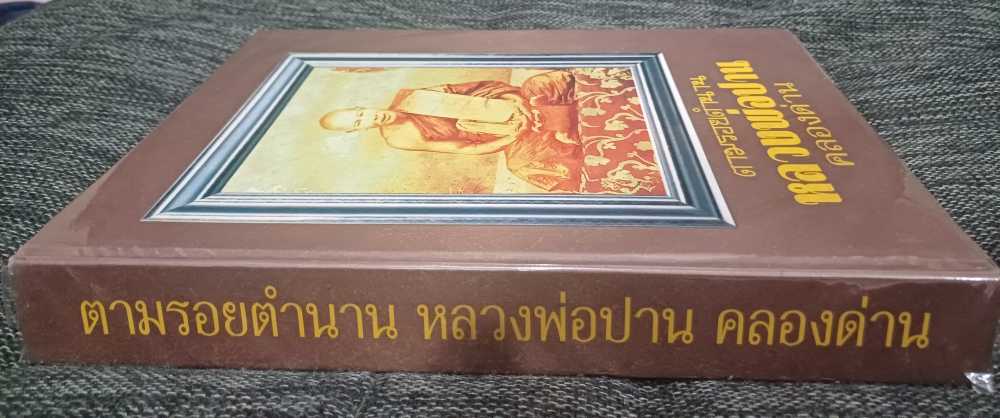 ตามรอยตำนาน
หลวงพ่อปาน
คลองด่าน
ตามรอยตำนาน หลวงพ่อปาน คลองด่าน